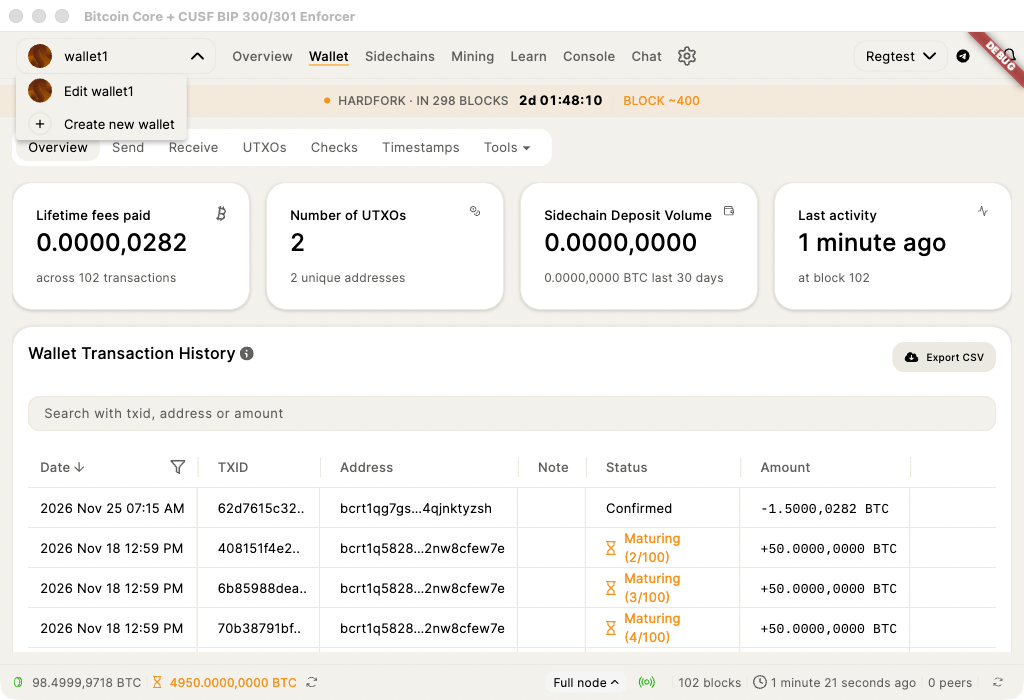 Bitcoin Core + CUSF BIP 300/301 Enforcer
wallet1
Overview Wallet Sidechains Mining Learn Console Chat
Regtest
DEBUG
Edit wallet1
Create new wallet
HARDFORK · IN 298 BLOCKS 2d 01:48:10 BLOCK ~400
Overview Send Receive UTXOs Checks Timestamps Tools
Lifetime fees paid
0.0000,0282
across 102 transactions
Number of UTXOs
2
2 unique addresses
Sidechain Deposit Volume
0.0000,0000
0.0000,0000 BTC last 30 days
Last activity
1 minute ago
at block 102
Wallet Transaction History
Export CSV
Search with txid, address or amount
Date TXID Address Note Status Amount
2026 Nov 25 07:15 AM 62d7615c32.. bcrt1qg7gs...4qjnktyzsh Confirmed -1.5000,0282 BTC
2026 Nov 18 12:59 PM 408151f4e2.. bcrt1q5828...2nw8cfew7e Maturing (2/100) +50.0000,0000 BTC
2026 Nov 18 12:59 PM 6b85988dea.. bcrt1q5828...2nw8cfew7e Maturing (3/100) +50.0000,0000 BTC
2026 Nov 18 12:59 PM 70b38791bf.. bcrt1q5828...2nw8cfew7e Maturing (4/100) +50.0000,0000 BTC
98.4999,9718 BTC 4950.0000,0000 BTC Full node 102 blocks 1 minute 21 seconds ago 0 peers